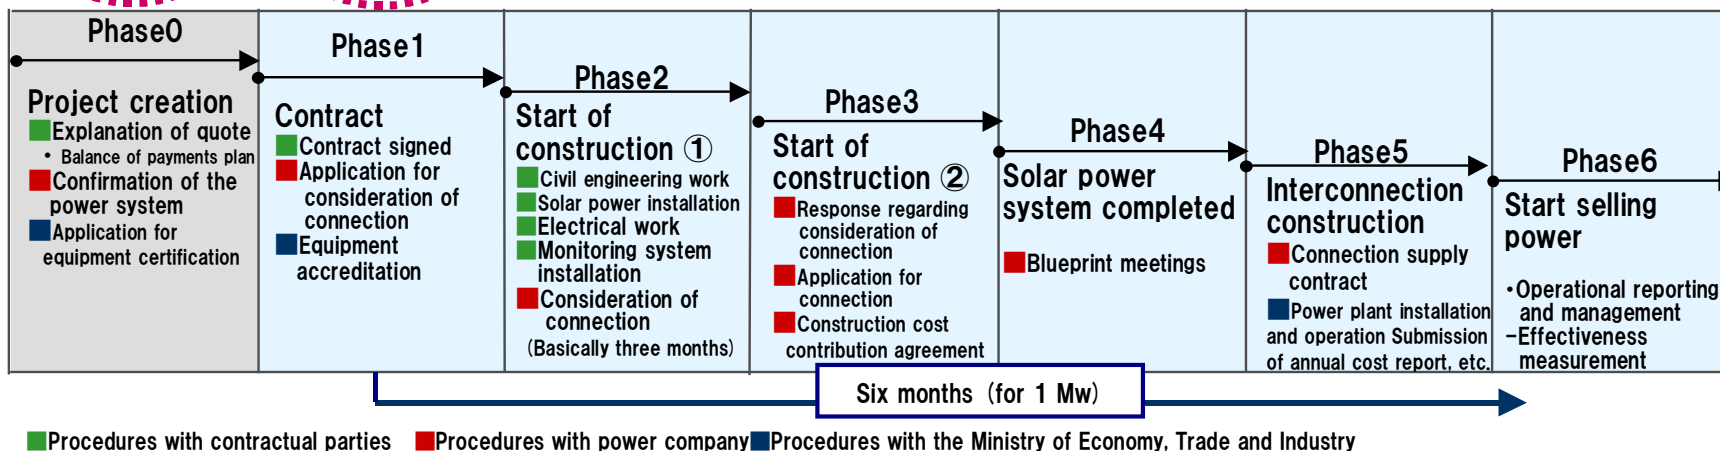 Phase0
Project creation
Explanation of quote
・ Balance of payments plan
Confirmation of the
power system
Application for
equipment certification
Phase1
Contract
Contract signed
Application for
consideration of
connection
Equipment
accreditation
Phase2
Start of
construction ①
Civil engineering work
Solar power installation
Electrical work
Monitoring system
installation
Consideration of
connection
(Basically three months)
Phase3
Start of
construction ②
Response regarding
consideration of
connection
Application for
connection
Construction cost
contribution agreement
Phase4
Solar power
system completed
Blueprint meetings
Phase5
Interconnection
construction
Connection supply
contract
Power plant installation
and operation Submission
of annual cost report, etc.
Phase6
Start selling
power
・Operational reporting
and management
-Effectiveness
measurement
Six months (for 1 Mw)
Procedures with contractual parties
Procedures with power company
Procedures with the Ministry of Economy, Trade and Industry